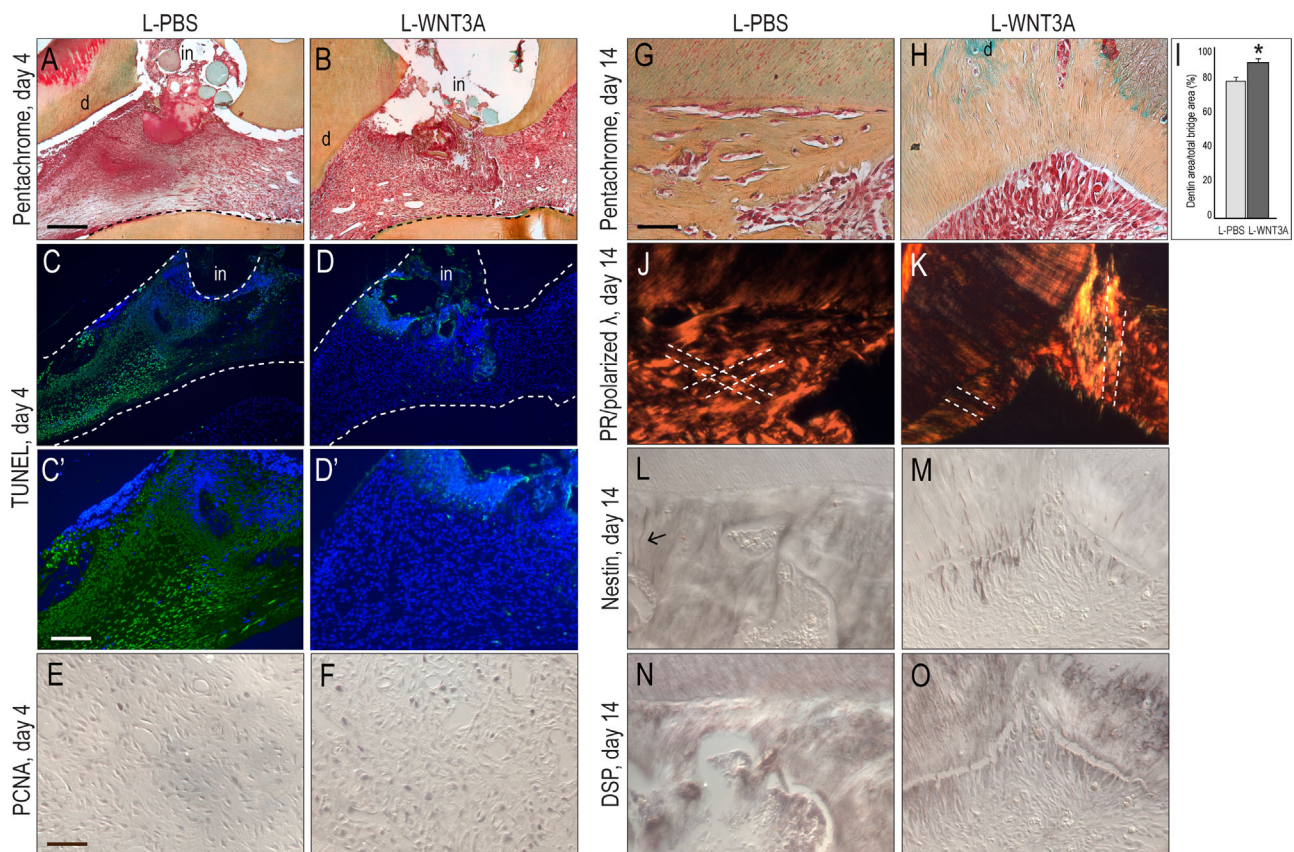 L-PBS
L-WNT3A
Pentachrome, day 4
A
in
d
B
in
d
TUNEL, day 4
C
in
D
in
C'
D'
PCNA, day 4
E
F
L-PBS
L-WNT3A
Pentachrome, day 14
G
H
d
I
Dentin area/total bridge area (%)
*
100
80
60
40
20
0
L-PBS
L-WNT3A
PR/polarized λ, day 14
J
K
Nestin, day 14
L
M
DSP, day 14
N
O